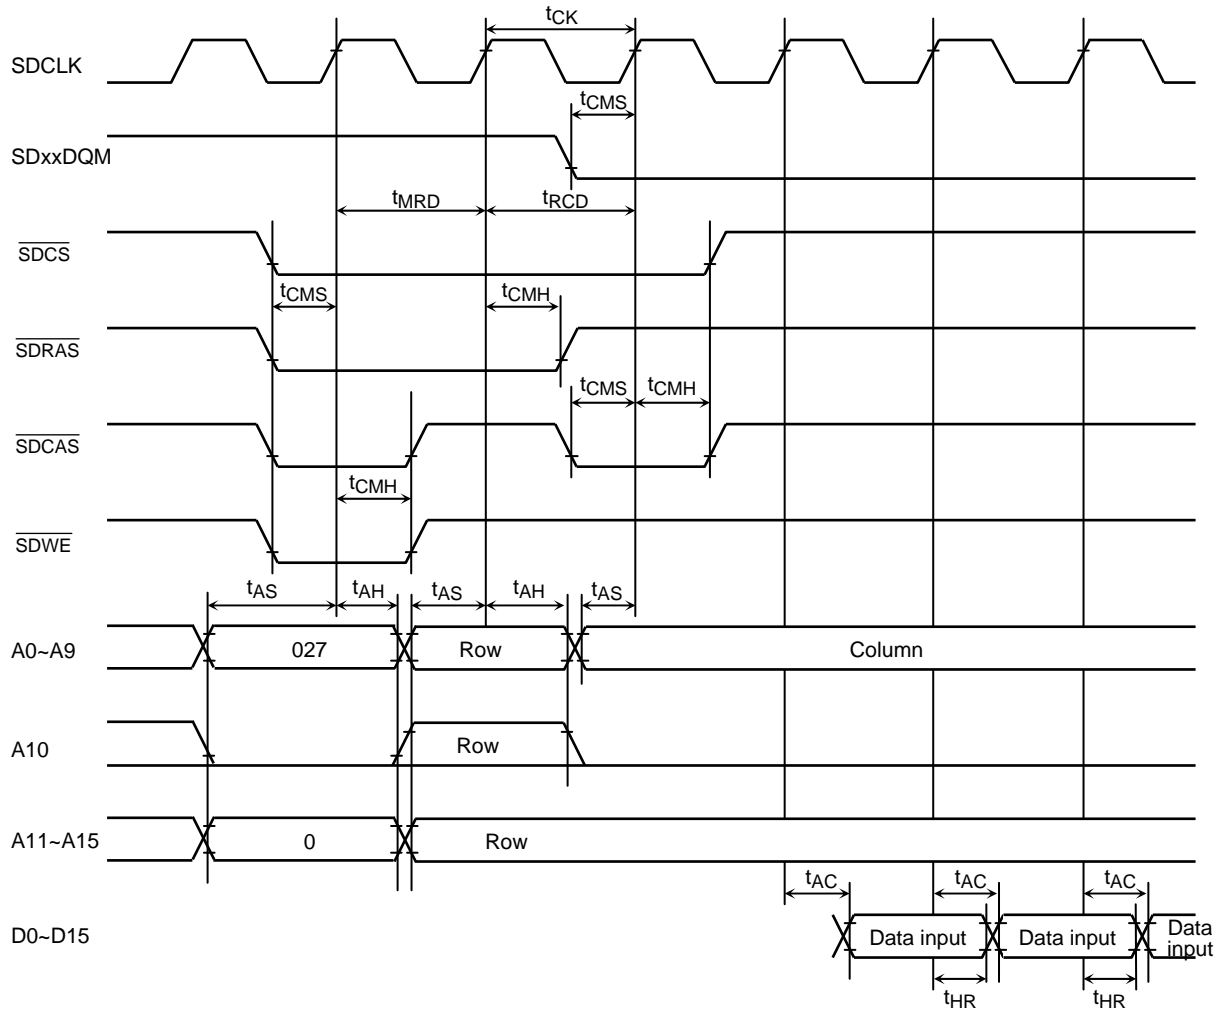 tCK
SDCLK
tCMS
SDxxDQM
tMRD tRCD
SDCS
tCMS tCMH
SDRAS
tCMS tCMH
SDCAS
tCMH
SDWE
tAS tAH tAS tAH tAS
A0~A9 027 Row Column
A10 Row
A11~A15 0 Row
tAC tAC tAC
D0~D15 Data input Data input Data input
tHR tHR